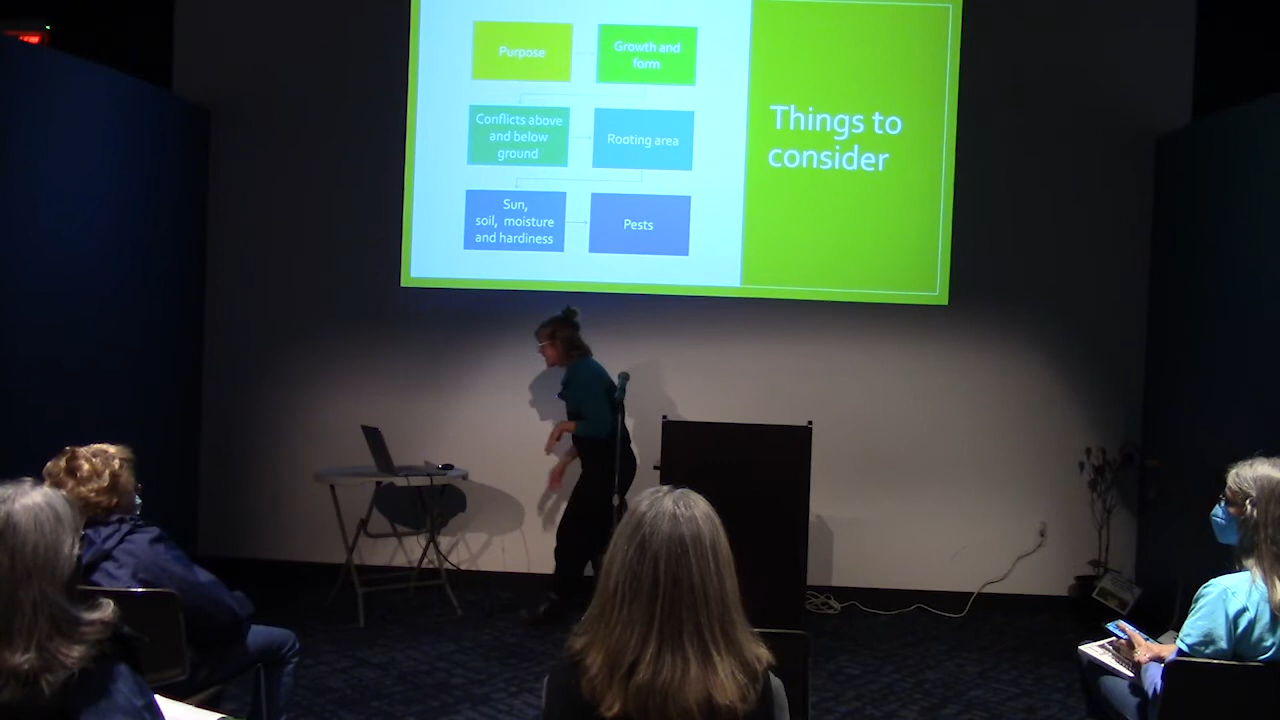 Purpose
Growth and
form
Conflicts above
and below
ground
Rooting area
Sun,
soil, moisture
and hardiness
Pests
Things to
consider